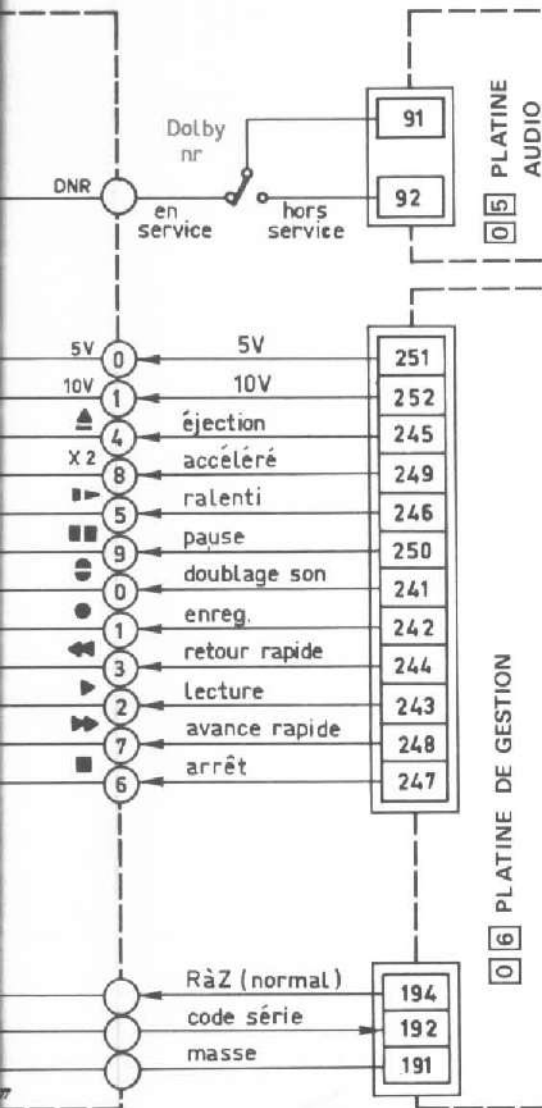 Dolby
nr
DNR
en
service
hors
service
91
92
05 PLATINE
AUDIO
5V 0 5V 251
10V 1 10V 252
4 éjection 245
X 2 8 accéléré 249
5 ralenti 246
9 pause 250
0 doublage son 241
1 enreg. 242
3 retour rapide 244
2 lecture 243
7 avance rapide 248
6 arrêt 247
06 PLATINE DE GESTION
RàZ (normal) 194
code série 192
masse 191